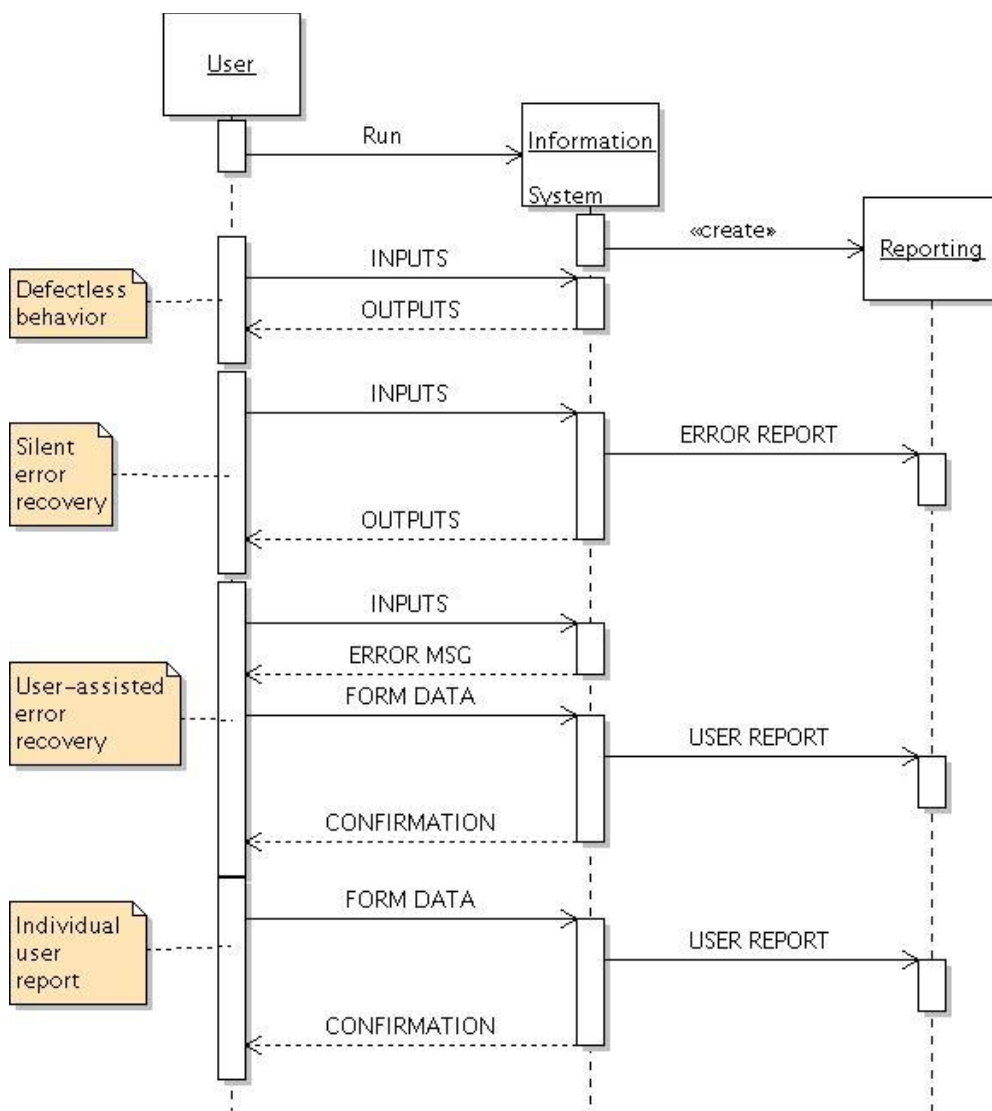 User
Run
Information
System
«create»
Reporting
Defectless
behavior
INPUTS
OUTPUTS
Silent
error
recovery
INPUTS
ERROR REPORT
OUTPUTS
User-assisted
error
recovery
INPUTS
ERROR MSG
FORM DATA
USER REPORT
CONFIRMATION
Individual
user
report
FORM DATA
USER REPORT
CONFIRMATION